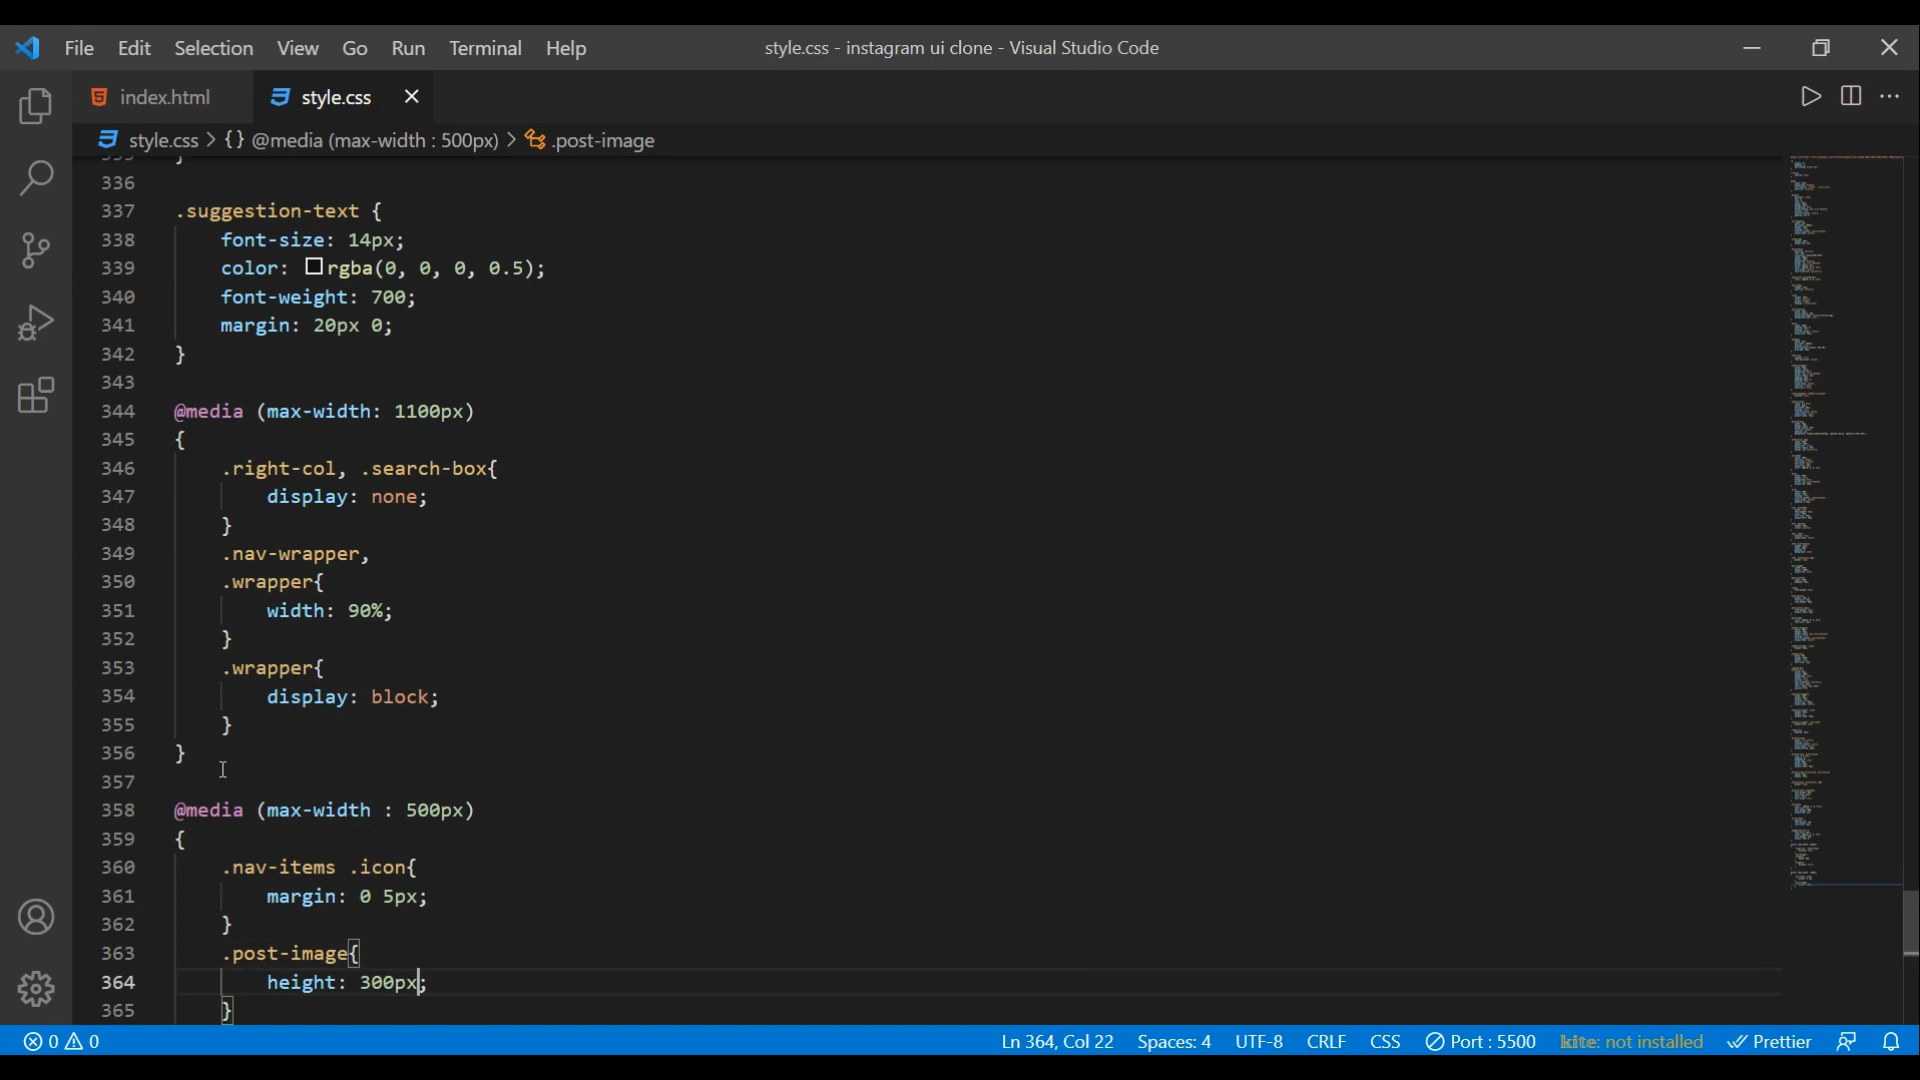 File Edit Selection View Go Run Terminal Help style.css - instagram ui clone - Visual Studio Code
index.html style.css
style.css > {} @media (max-width : 500px) > .post-image
336
337 .suggestion-text {
338 font-size: 14px;
339 color: rgba(0, 0, 0, 0.5);
340 font-weight: 700;
341 margin: 20px 0;
342 }
343
344 @media (max-width: 1100px)
345 {
346 .right-col, .search-box{
347 display: none;
348 }
349 .nav-wrapper,
350 .wrapper{
351 width: 90%;
352 }
353 .wrapper{
354 display: block;
355 }
356 }
357
358 @media (max-width : 500px)
359 {
360 .nav-items .icon{
361 margin: 0 5px;
362 }
363 .post-image{
364 height: 300px;
365 }
0 0 Ln 364, Col 22 Spaces: 4 UTF-8 CRLF CSS Port : 5500 kite: not installed Prettier